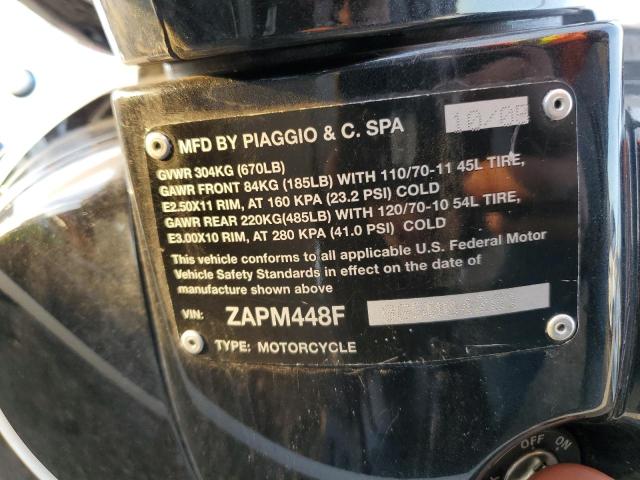 MFD BY PIAGGIO & C. SPA 10/05
GVWR 304KG (670LB)
GAWR FRONT 84KG (185LB) WITH 110/70-11 45L TIRE,
E2.50X11 RIM, AT 160 KPA (23.2 PSI) COLD
GAWR REAR 220KG(485LB) WITH 120/70-10 54L TIRE,
E3.00X10 RIM, AT 280 KPA (41.0 PSI) COLD
This vehicle conforms to all applicable U.S. Federal Motor
Vehicle Safety Standards in effect on the date of
manufacture shown above
VIN: ZAPM448F
TYPE: MOTORCYCLE
OFF ON